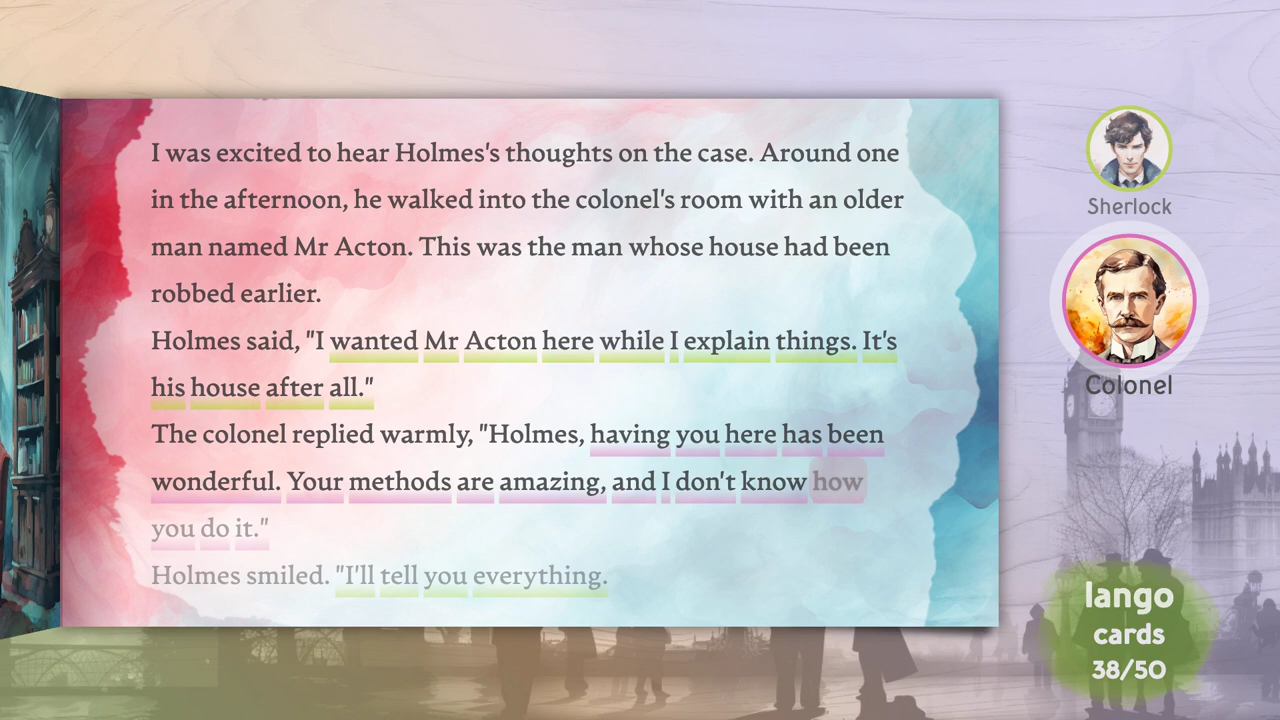 I was excited to hear Holmes's thoughts on the case. Around one
in the afternoon, he walked into the colonel's room with an older
man named Mr Acton. This was the man whose house had been
robbed earlier.
Holmes said, "I wanted Mr Acton here while I explain things. It's
his house after all."
The colonel replied warmly, "Holmes, having you here has been
wonderful. Your methods are amazing, and I don't know how
you do it."
Holmes smiled. "I'll tell you everything.
Sherlock
Colonel
lango
cards
38/50